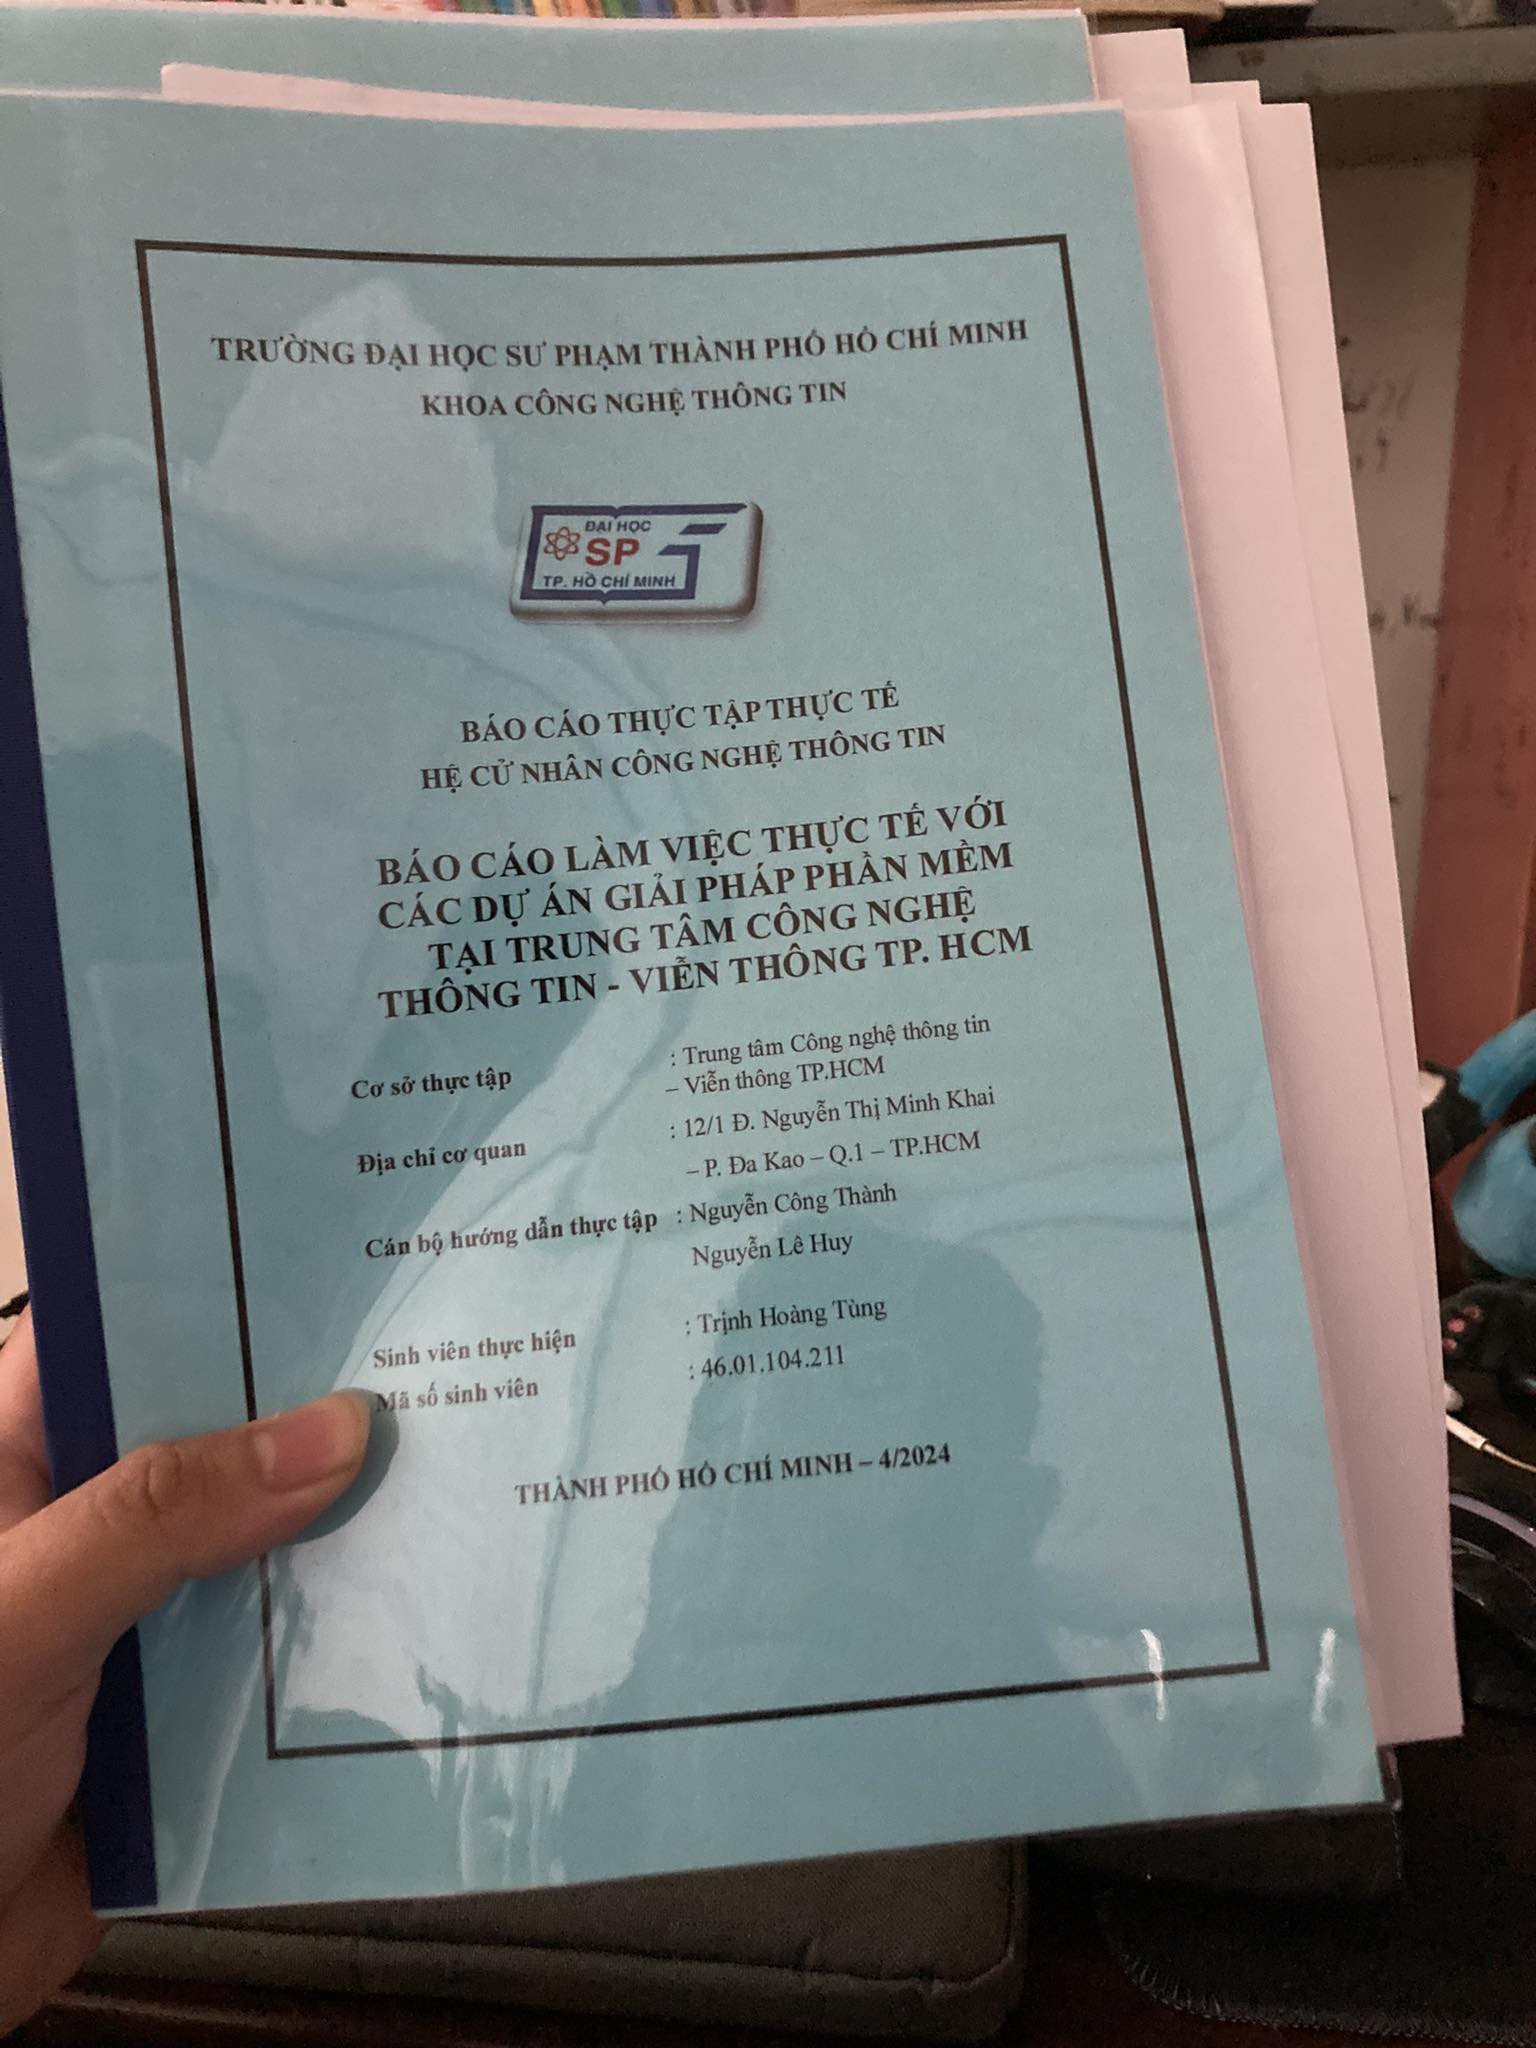 TRƯỜNG ĐẠI HỌC SƯ PHẠM THÀNH PHỐ HỒ CHÍ MINH
KHOA CÔNG NGHỆ THÔNG TIN
ĐẠI HỌC
SP
TP. HỒ CHÍ MINH
BÁO CÁO THỰC TẬP THỰC TẾ
HỆ CỬ NHÂN CÔNG NGHỆ THÔNG TIN
BÁO CÁO LÀM VIỆC THỰC TẾ VỚI
CÁC DỰ ÁN GIẢI PHÁP PHẦN MỀM
TẠI TRUNG TÂM CÔNG NGHỆ
THÔNG TIN - VIỄN THÔNG TP. HCM
Cơ sở thực tập : Trung tâm Công nghệ thông tin
– Viễn thông TP.HCM
Địa chỉ cơ quan : 12/1 Đ. Nguyễn Thị Minh Khai
– P. Đa Kao – Q.1 – TP.HCM
Cán bộ hướng dẫn thực tập : Nguyễn Công Thành
Nguyễn Lê Huy
Sinh viên thực hiện : Trịnh Hoàng Tùng
Mã số sinh viên : 46.01.104.211
THÀNH PHỐ HỒ CHÍ MINH – 4/2024